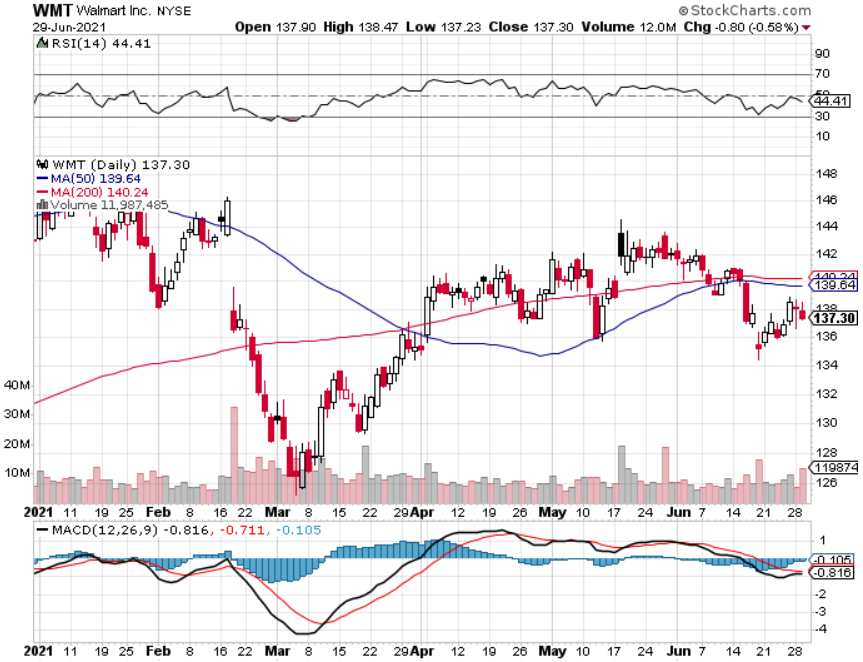 WMT Walmart Inc. NYSE
© StockCharts.com
29-Jun-2021
Open 137.90 High 138.47 Low 137.23 Close 137.30 Volume 12.0M Chg -0.80 (-0.58%)
RSI(14) 44.41
90
70
50
44.41
30
10
WMT (Daily) 137.30
MA(50) 139.64
MA(200) 140.24
Volume 11,987,485
148
146
144
142
140.24
139.64
138
137.30
136
134
132
130
128
126
40M
30M
20M
10M
119874
2021 11 19 25 Feb 8 16 22 Mar 8 15 22 29 Apr 12 19 26 May 10 17 24 Jun 7 14 21 28
MACD(12,26,9) -0.816, -0.711, -0.105
1
-0.105
-0.816
-2
-3
-4
2021 11 19 25 Feb 8 16 22 Mar 8 15 22 29 Apr 12 19 26 May 10 17 24 Jun 7 14 21 28